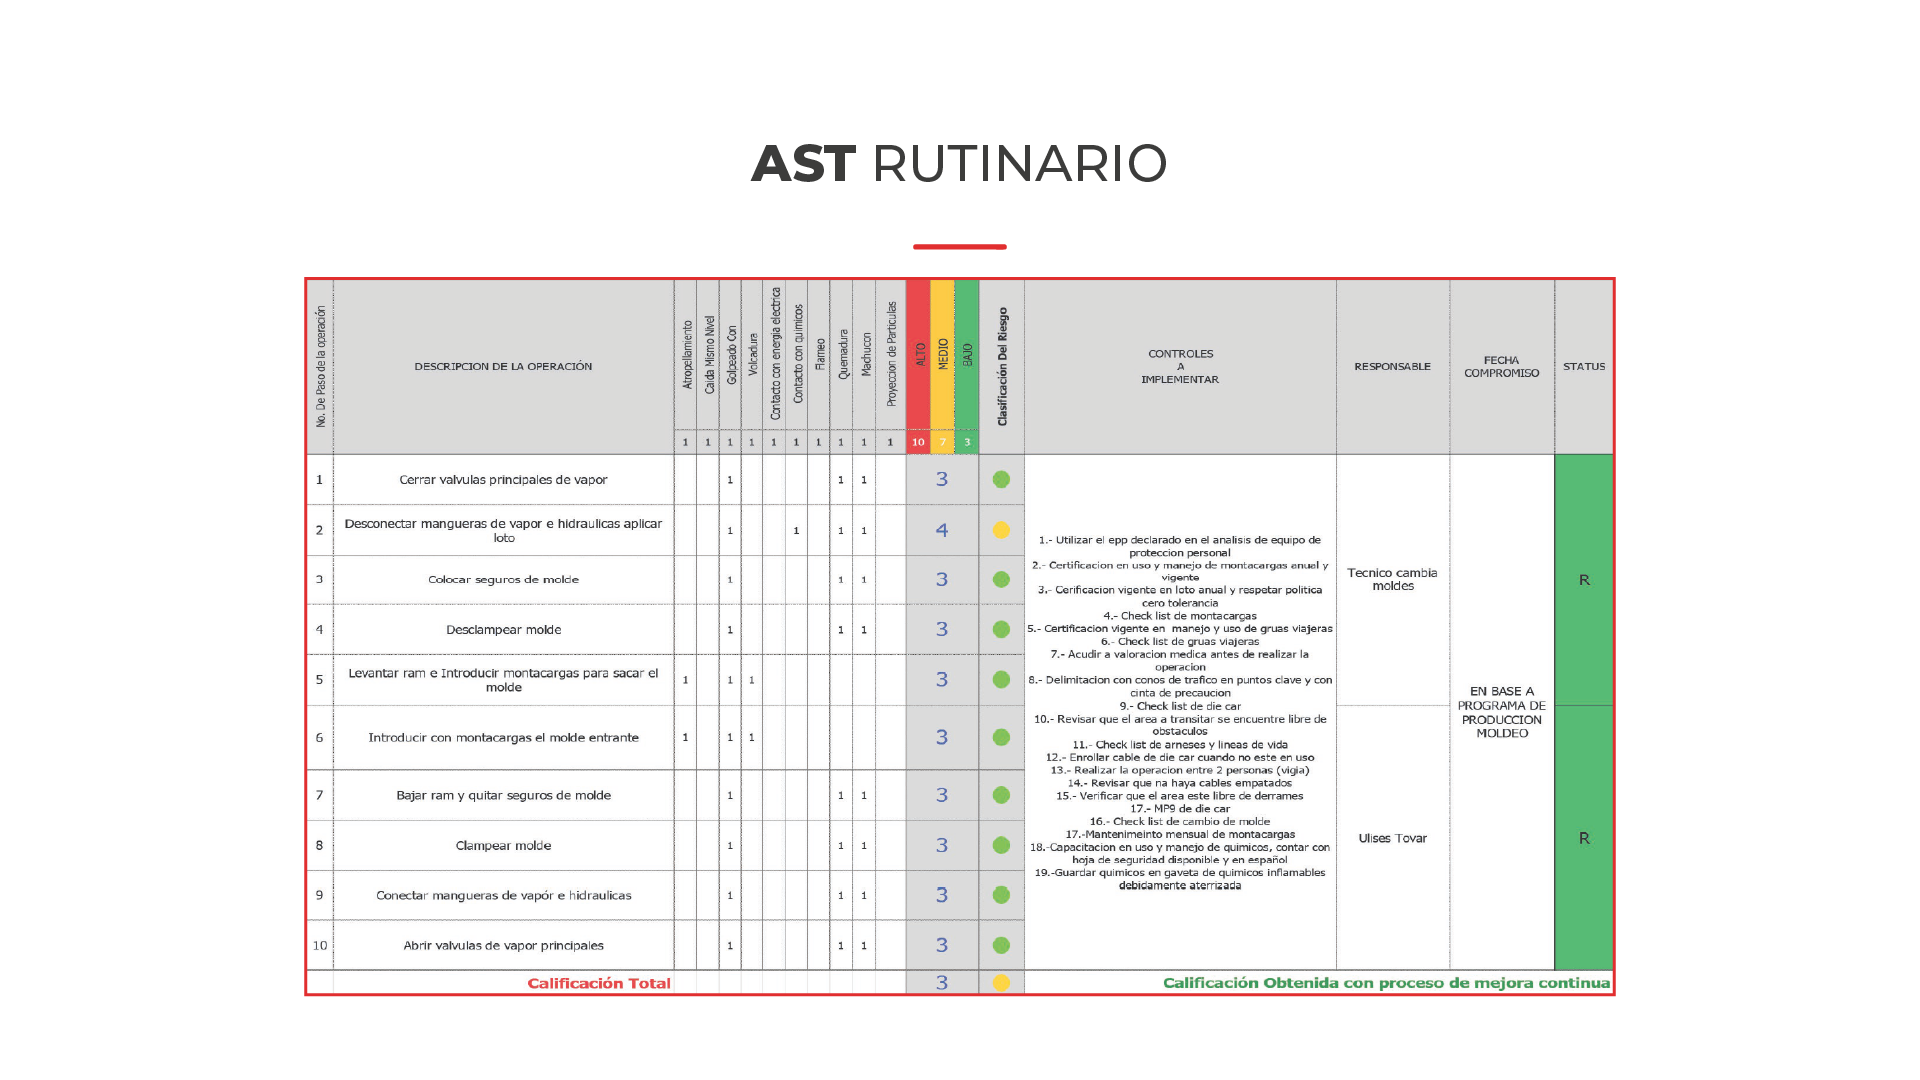 AST RUTINARIO
No. De Paso de la operación
DESCRIPCION DE LA OPERACIÓN
Atropellamiento
Caida Mismo Nivel
Golpeado Con
Volcadura
Contacto con energia electrica
Contacto con quimicos
Flameo
Quemadura
Machucon
Proyeccion de Particulas
ALTO
MEDIO
BAJO
Clasificación Del Riesgo
CONTROLES
A
IMPLEMENTAR
RESPONSABLE
FECHA
COMPROMISO
STATUS
1 1 1 1 1 1 1 1 1 1 10 7 3
1 Cerrar valvulas principales de vapor 1 1 1 3
2 Desconectar mangueras de vapor e hidraulicas aplicar
loto 1 1 1 1 4
3 Colocar seguros de molde 1 1 1 3
4 Desclampear molde 1 1 1 3
5 Levantar ram e Introducir montacargas para sacar el
molde 1 1 1 3
6 Introducir con montacargas el molde entrante 1 1 1 3
7 Bajar ram y quitar seguros de molde 1 1 1 3
8 Clampear molde 1 1 1 3
9 Conectar mangueras de vapór e hidraulicas 1 1 1 3
10 Abrir valvulas de vapor principales 1 1 1 3
1.- Utilizar el epp declarado en el analisis de equipo de
proteccion personal
2.- Certificacion en uso y manejo de montacargas anual y
vigente
3.- Cerificacion vigente en loto anual y respetar politica
cero tolerancia
4.- Check list de montacargas
5.- Certificacion vigente en manejo y uso de gruas viajeras
6.- Check list de gruas viajeras
7.- Acudir a valoracion medica antes de realizar la
operacion
8.- Delimitacion con conos de trafico en puntos clave y con
cinta de precaucion
9.- Check list de die car
10.- Revisar que el area a transitar se encuentre libre de
obstaculos
11.- Check list de arneses y lineas de vida
12.- Enrollar cable de die car cuando no este en uso
13.- Realizar la operacion entre 2 personas (vigia)
14.- Revisar que na haya cables empatados
15.- Verificar que el area este libre de derrames
17.- MP9 de die car
16.- Check list de cambio de molde
17.-Mantenimeinto mensual de montacargas
18.-Capacitacion en uso y manejo de quimicos, contar con
hoja de seguridad disponible y en español
19.-Guardar quimicos en gaveta de quimicos inflamables
debidamente aterrizada
Tecnico cambia
moldes
Ulises Tovar
EN BASE A
PROGRAMA DE
PRODUCCION
MOLDEO
R
R
Calificación Total 3
Calificación Obtenida con proceso de mejora continua